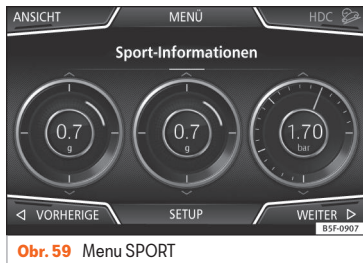 ANSICHT MENÜ HDC
Sport-Informationen
0.7 0.7 1.70
g g bar
VORHERIGE SETUP WEITER
B5F-0907
Obr. 59 Menu SPORT